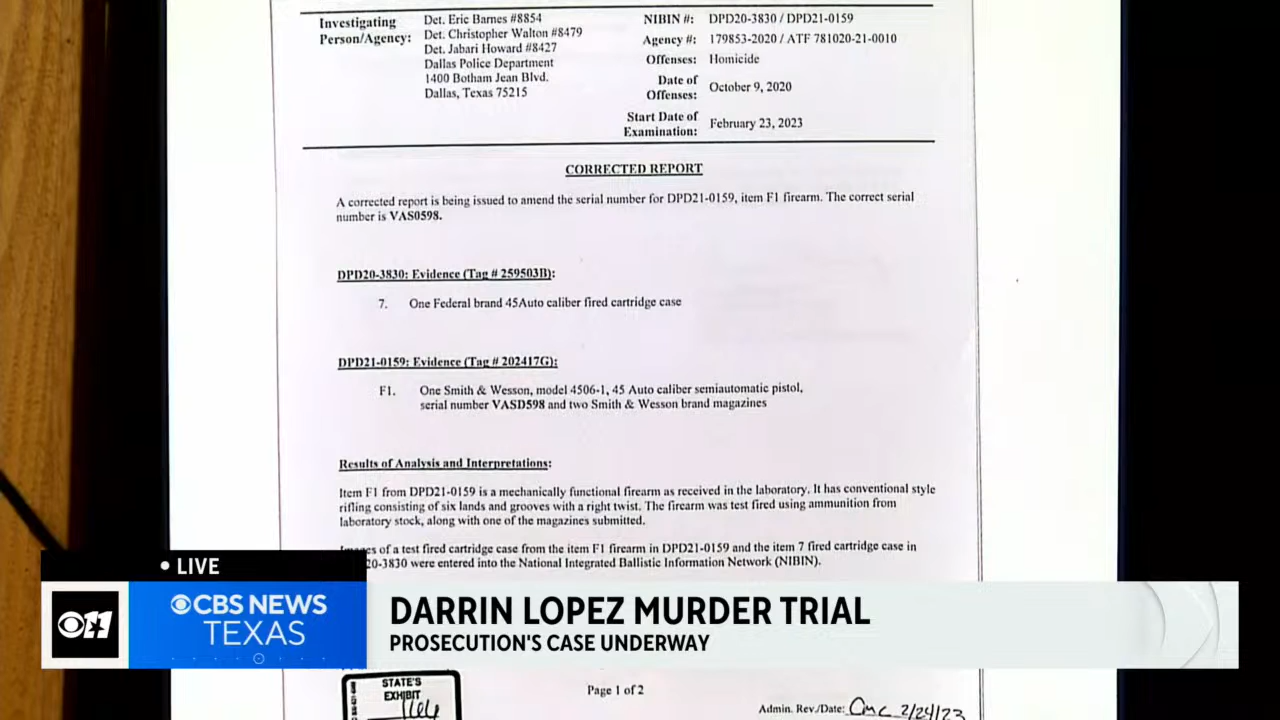 Investigating
Person/Agency:
Det. Eric Barnes #8854
Det. Christopher Walton #8479
Det. Jabari Howard #8427
Dallas Police Department
1400 Botham Jean Blvd.
Dallas, Texas 75215
NIBIN #: DPD20-3830 / DPD21-0159
Agency #: 179853-2020 / ATF 781020-21-0010
Offenses: Homicide
Date of
Offenses: October 9, 2020
Start Date of
Examination: February 23, 2023
CORRECTED REPORT
A corrected report is being issued to amend the serial number for DPD21-0159, item F1 firearm. The correct serial
number is VAS0598.
DPD20-3830: Evidence (Tag # 259503B):
7. One Federal brand 45Auto caliber fired cartridge case
DPD21-0159: Evidence (Tag # 202417G):
F1. One Smith & Wesson, model 4506-1, 45 Auto caliber semiautomatic pistol,
serial number VASD598 and two Smith & Wesson brand magazines
Results of Analysis and Interpretations:
Item F1 from DPD21-0159 is a mechanically functional firearm as received in the laboratory. It has conventional style
rifling consisting of six lands and grooves with a right twist. The firearm was test fired using ammunition from
laboratory stock, along with one of the magazines submitted.
Images of a test fired cartridge case from the item F1 firearm in DPD21-0159 and the item 7 fired cartridge case in
20-3830 were entered into the National Integrated Ballistic Information Network (NIBIN).
• LIVE
CBS NEWS
TEXAS
DARRIN LOPEZ MURDER TRIAL
PROSECUTION'S CASE UNDERWAY
STATE'S
EXHIBIT
Page 1 of 2
Admin. Rev./Date: CMC 2/24/23